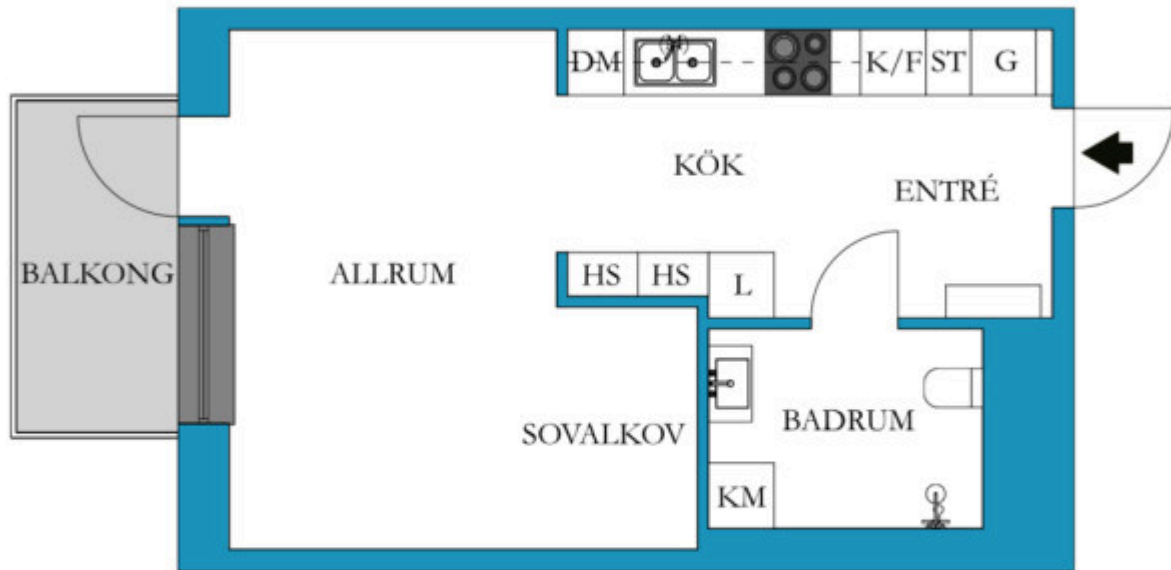 DM
(M)
K/F
ST
G
KÖK
ENTRÉ
BALKONG
ALLRUM
HS
HS
L
SOVALKOV
BADRUM
KM